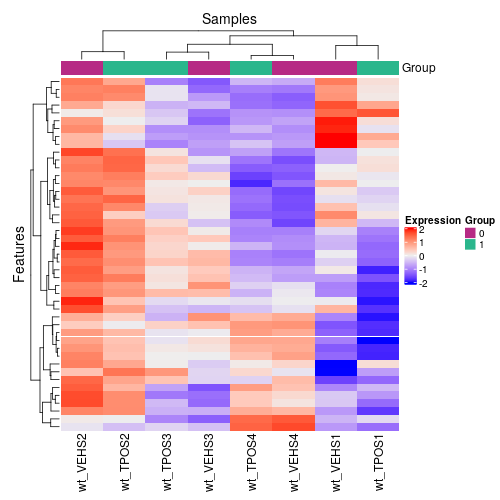 Samples
Group
Features
Expression Group
2 0
1 1
0
-1
-2
wt_VEHS2
wt_TPOS2
wt_TPOS3
wt_VEHS3
wt_TPOS4
wt_VEHS4
wt_VEHS1
wt_TPOS1